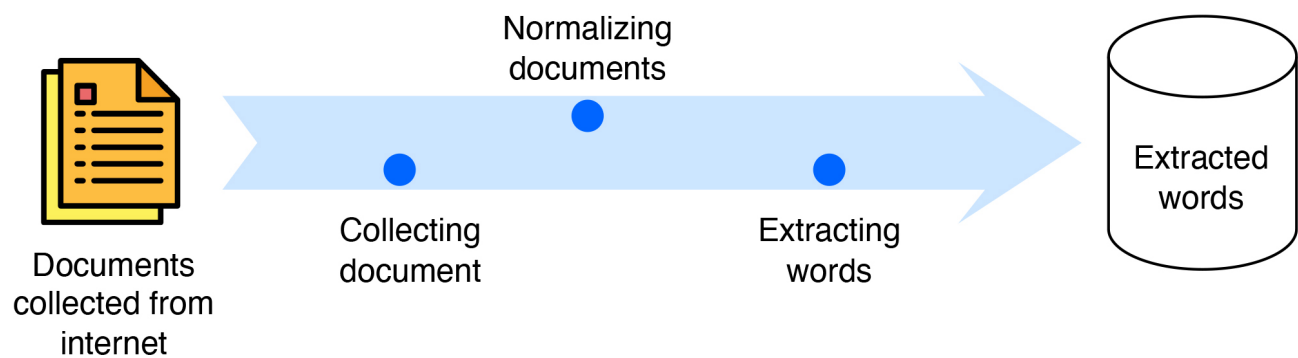 Documents
collected from
internet
Collecting
document
Normalizing
documents
Extracting
words
Extracted
words